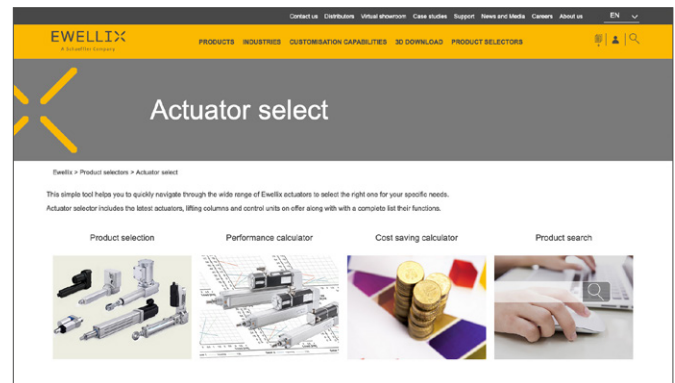 Contact us Distributors Virtual showroom Case studies Support News and Media Careers About us EN
EWELLIX
A Schaeffler Company
PRODUCTS INDUSTRIES CUSTOMISATION CAPABILITIES 3D DOWNLOAD PRODUCT SELECTORS
Actuator select
Ewellix > Product selectors > Actuator select
This simple tool helps you to quickly navigate through the wide range of Ewellix actuators to select the right one for your specific needs.
Actuator selector includes the latest actuators, lifting columns and control units on offer along with with a complete list their functions.
Product selection Performance calculator Cost saving calculator Product search